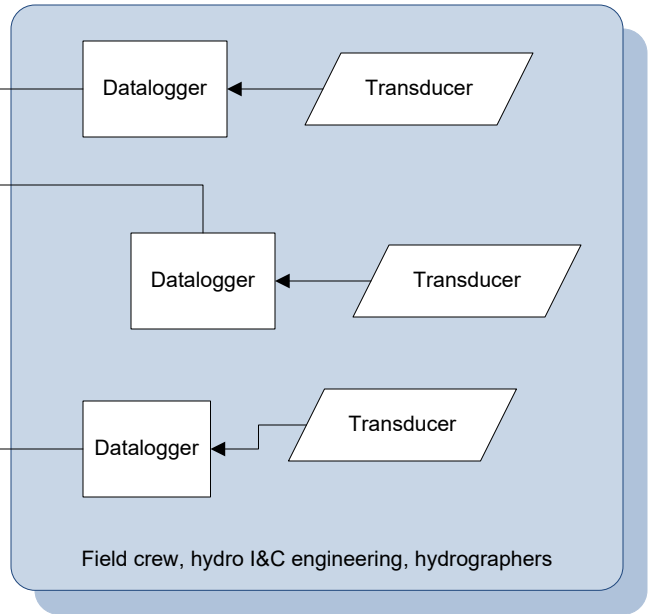 Datalogger
Transducer
Datalogger
Transducer
Datalogger
Transducer
Field crew, hydro I&C engineering, hydrographers